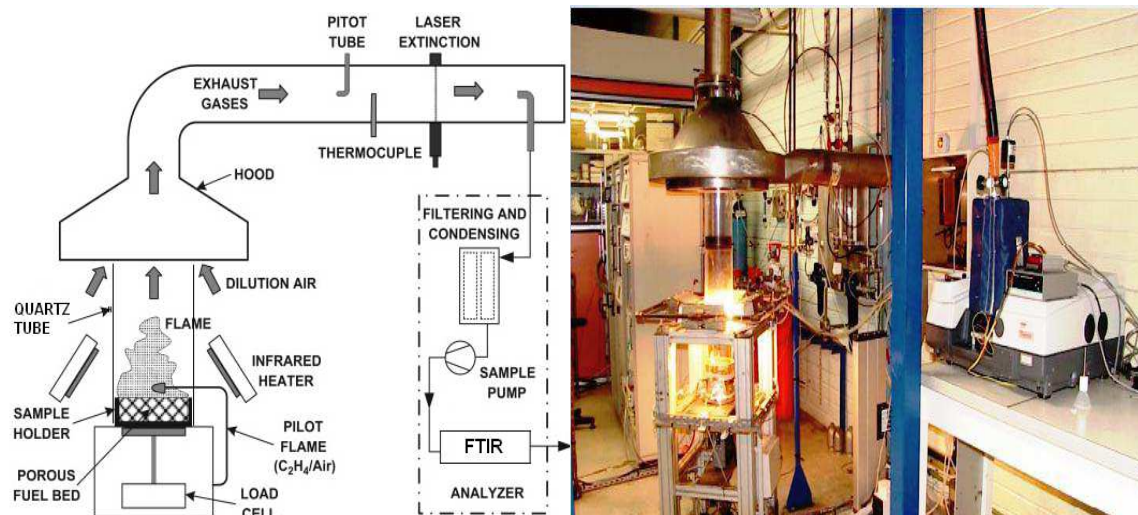 PITOT
TUBE
LASER
EXTINCTION
EXHAUST
GASES
THERMOCUPLE
HOOD
FILTERING AND
CONDENSING
DILUTION AIR
QUARTZ
TUBE
FLAME
INFRARED
HEATER
SAMPLE
PUMP
SAMPLE
HOLDER
PILOT
FLAME
(C₂H₄/Air)
FTIR
POROUS
FUEL BED
LOAD
CELL
ANALYZER